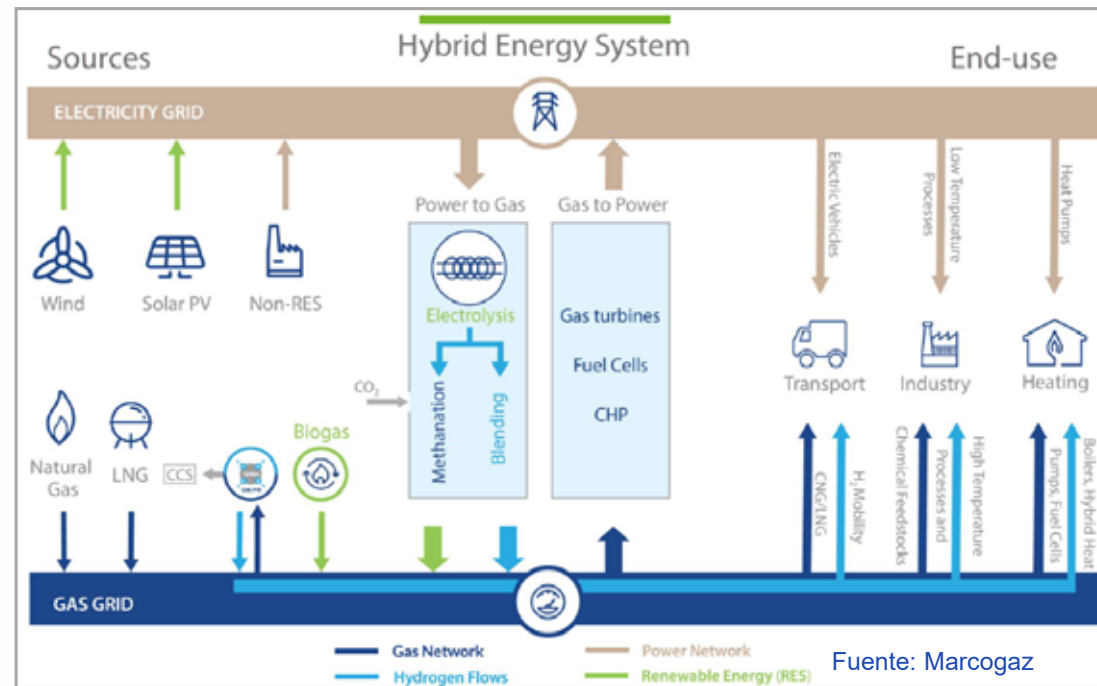 Hybrid Energy System
Sources
End-use
ELECTRICITY GRID
Power to Gas
Gas to Power
Electric Vehicles
Low Temperature
Processes
Heat Pumps
Wind
Solar PV
Non-RES
Electrolysis
Methanation
Blending
CO₂
Gas turbines
Fuel Cells
CHP
Transport
Industry
Heating
Natural
Gas
LNG
CCS
Biogas
CNG/LNG
H₂ Mobility
Chemical Feedstocks
Processes and
High Temperature
Pumps, Fuel Cells
Boilers, Hybrid Heat
GAS GRID
Gas Network
Power Network
Hydrogen Flows
Renewable Energy (RES)
Fuente: Marcogaz